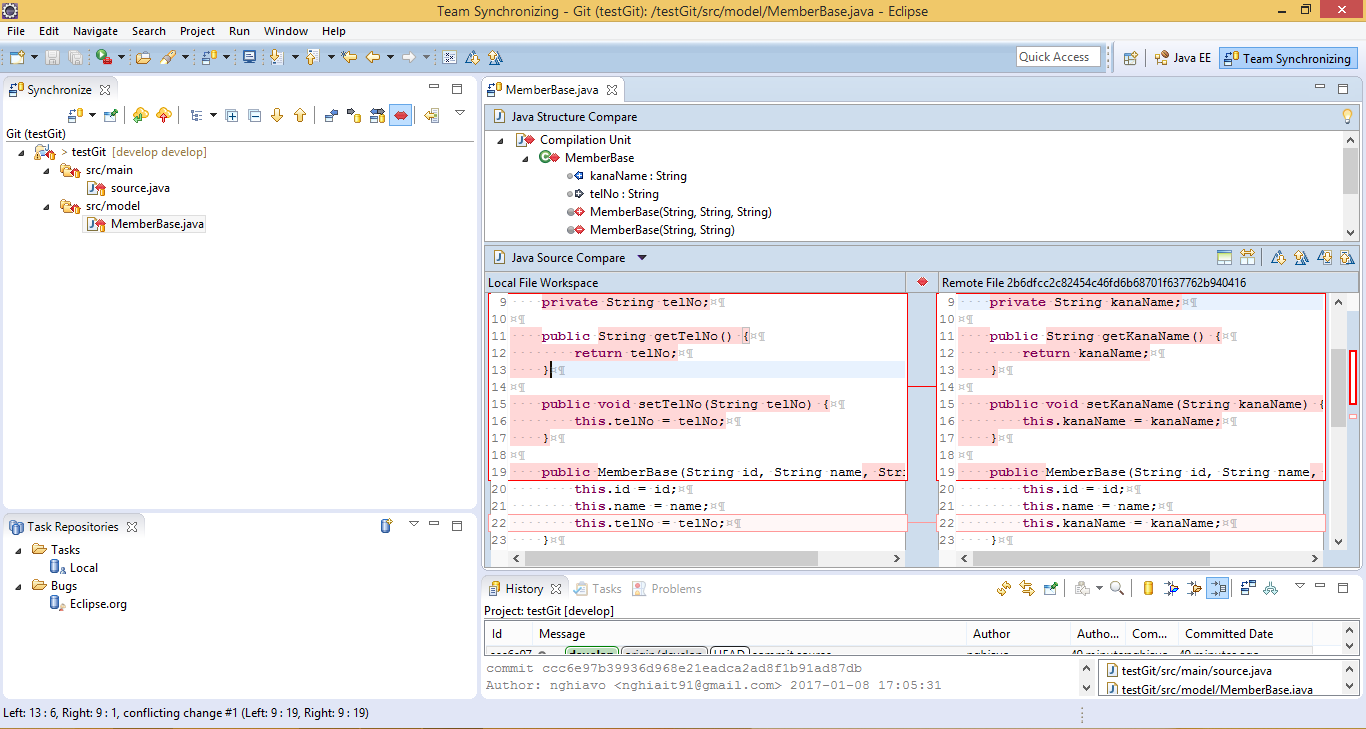 Team Synchronizing - Git (testGit): /testGit/src/model/MemberBase.java - Eclipse
File Edit Navigate Search Project Run Window Help
Quick Access
Java EE
Team Synchronizing
Synchronize
Git (testGit)
> testGit [develop develop]
src/main
source.java
src/model
MemberBase.java
Task Repositories
Tasks
Local
Bugs
Eclipse.org
MemberBase.java
Java Structure Compare
Compilation Unit
MemberBase
kanaName : String
telNo : String
MemberBase(String, String, String)
MemberBase(String, String)
Java Source Compare
Local File Workspace
9 private String telNo;¤¶
10 ¤¶
11 public String getTelNo() {¤¶
12 return telNo;¤¶
13 }¤¶
14 ¤¶
15 public void setTelNo(String telNo) {¤¶
16 this.telNo = telNo;¤¶
17 }¤¶
18 ¤¶
19 public MemberBase(String id, String name, Stri
20 this.id = id;¤¶
21 this.name = name;¤¶
22 this.telNo = telNo;¤¶
23 }¤¶
Remote File 2b6dfcc2c82454c46fd6b68701f637762b940416
9 private String kanaName;¤¶
10 ¤¶
11 public String getKanaName() {¤¶
12 return kanaName;¤¶
13 }¤¶
14 ¤¶
15 public void setKanaName(String kanaName) {
16 this.kanaName = kanaName;¤¶
17 }¤¶
18 ¤¶
19 public MemberBase(String id, String name,
20 this.id = id;¤¶
21 this.name = name;¤¶
22 this.kanaName = kanaName;¤¶
23 }¤¶
History Tasks Problems
Project: testGit [develop]
Id Message Author Autho... Com... Committed Date
develop origin/develop HEAD commit source
commit ccc6e97b39936d968e21eadca2ad8f1b91ad87db
Author: nghiavo <nghiait91@gmail.com> 2017-01-08 17:05:31
testGit/src/main/source.java
testGit/src/model/MemberBase.java
Left: 13 : 6, Right: 9 : 1, conflicting change #1 (Left: 9 : 19, Right: 9 : 19)